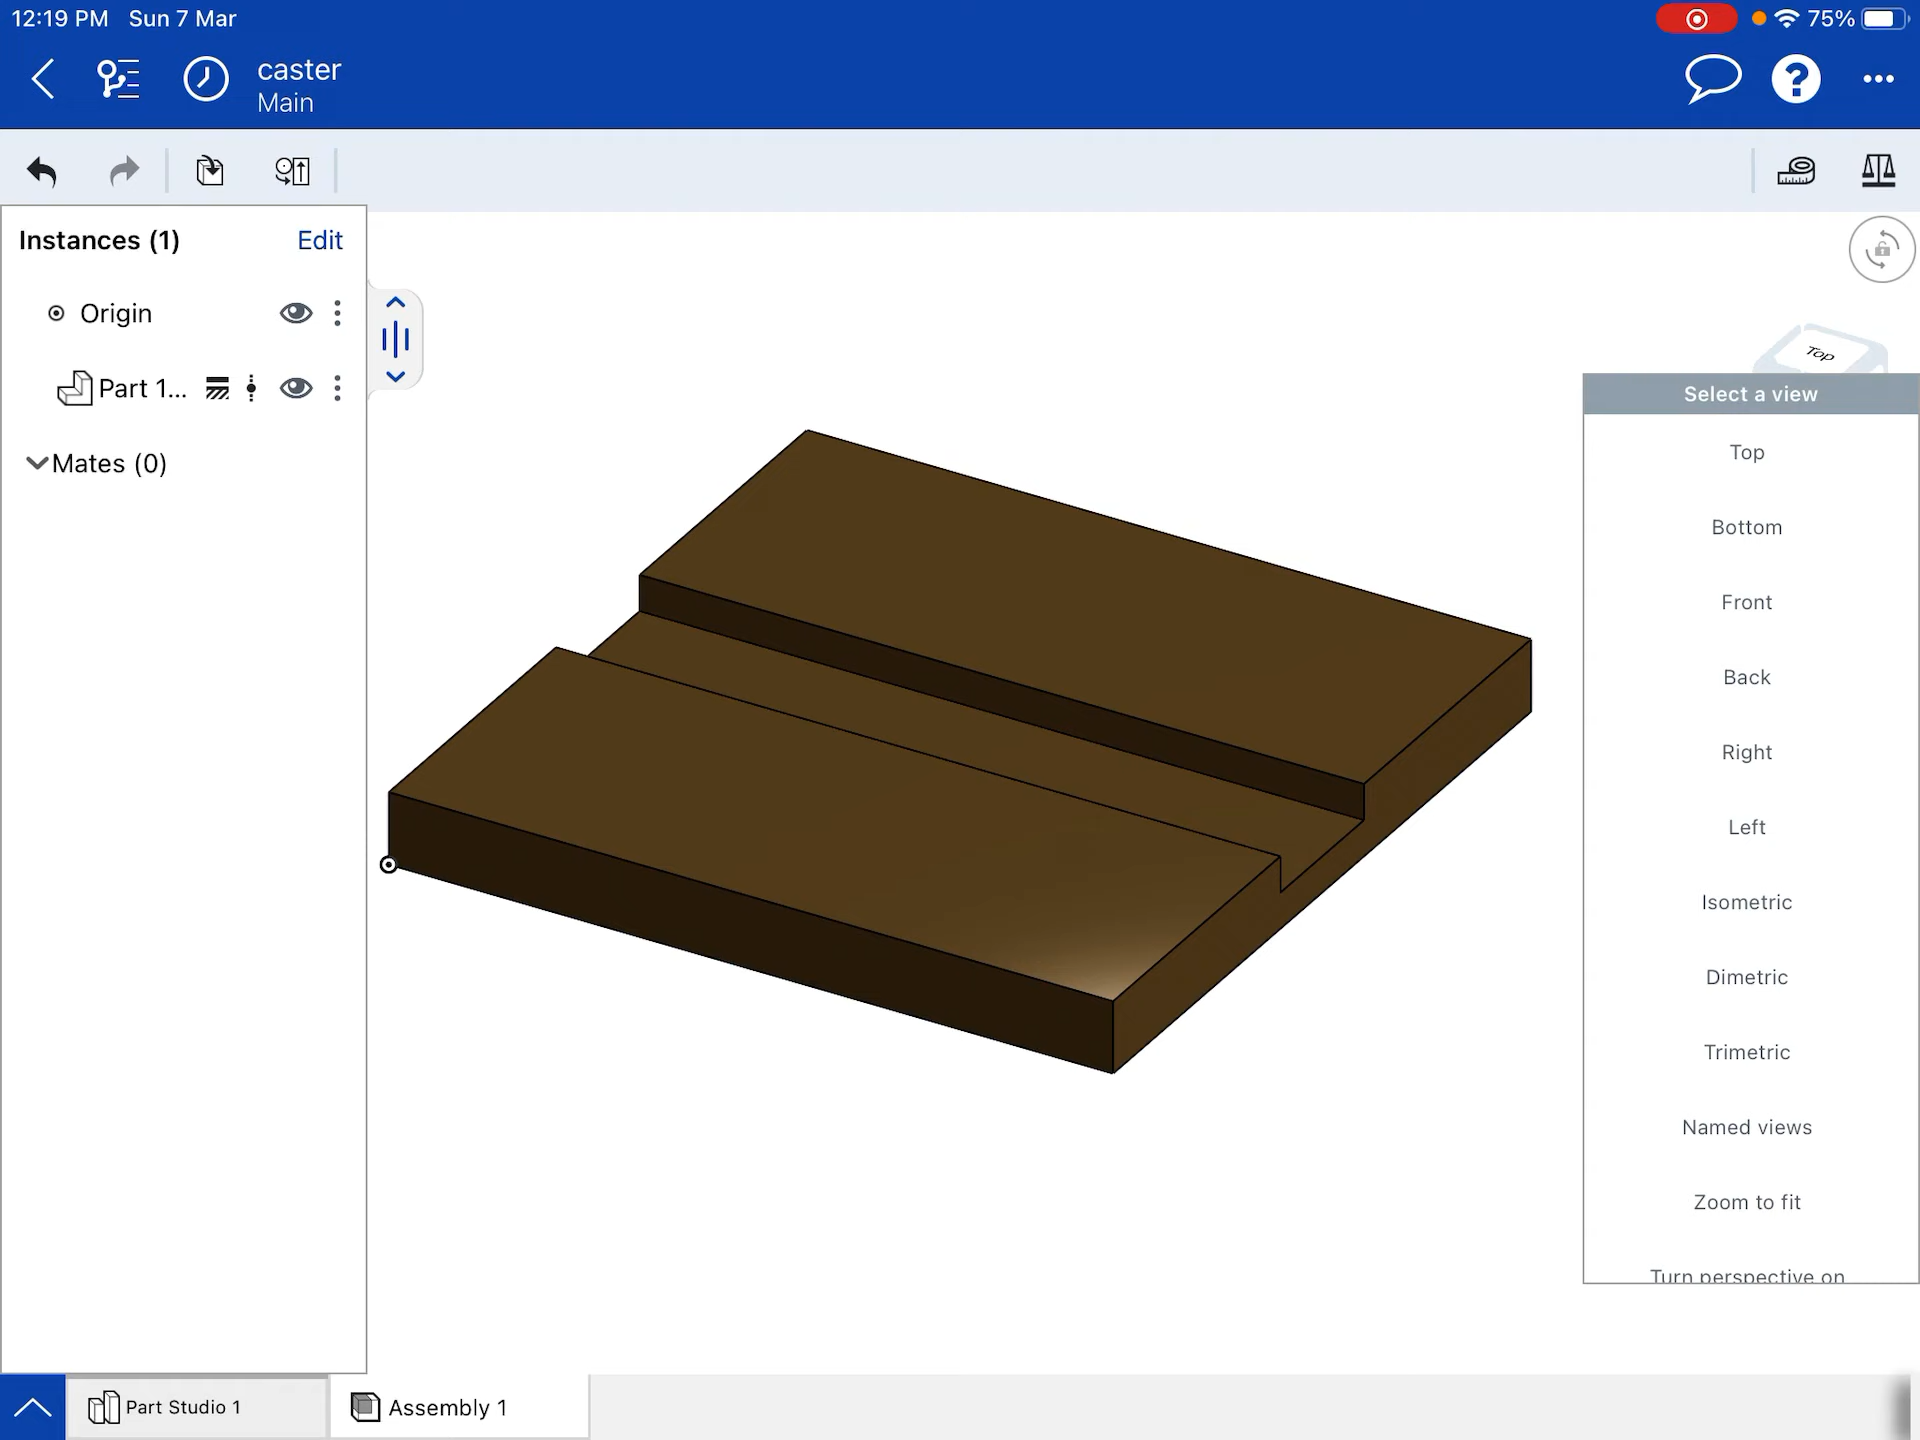 12:19 PM Sun 7 Mar
75%
caster
Main
Instances (1) Edit
Origin
Part 1...
Mates (0)
Top
Select a view
Top
Bottom
Front
Back
Right
Left
Isometric
Dimetric
Trimetric
Named views
Zoom to fit
Turn perspective on
Part Studio 1
Assembly 1